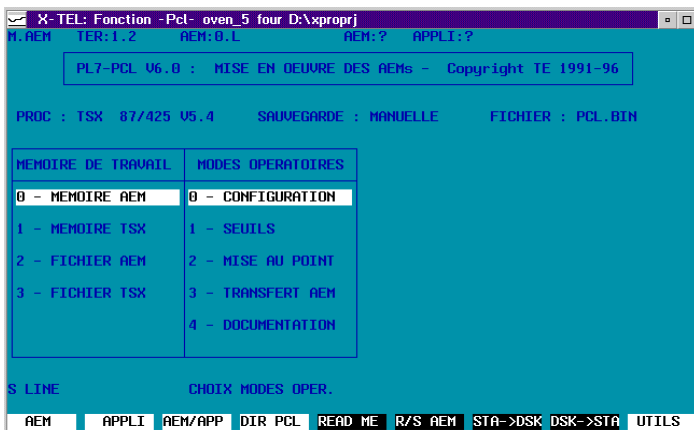 X-TEL: Fonction -Pcl- oven_5 four D:\xproprj
M.AEM TER:1.2 AEM:0.L AEM:? APPLI:?
PL7-PCL V6.0 : MISE EN OEUVRE DES AEMs - Copyright TE 1991-96
PROC : TSX 87/425 V5.4 SAUVEGARDE : MANUELLE FICHIER : PCL.BIN
MEMOIRE DE TRAVAIL MODES OPERATOIRES
0 - MEMOIRE AEM 0 - CONFIGURATION
1 - MEMOIRE TSX 1 - SEUILS
2 - FICHIER AEM 2 - MISE AU POINT
3 - FICHIER TSX 3 - TRANSFERT AEM
4 - DOCUMENTATION
S LINE CHOIX MODES OPER.
AEM APPLI AEM/APP DIR PCL READ ME R/S AEM STA->DSK DSK->STA UTILS